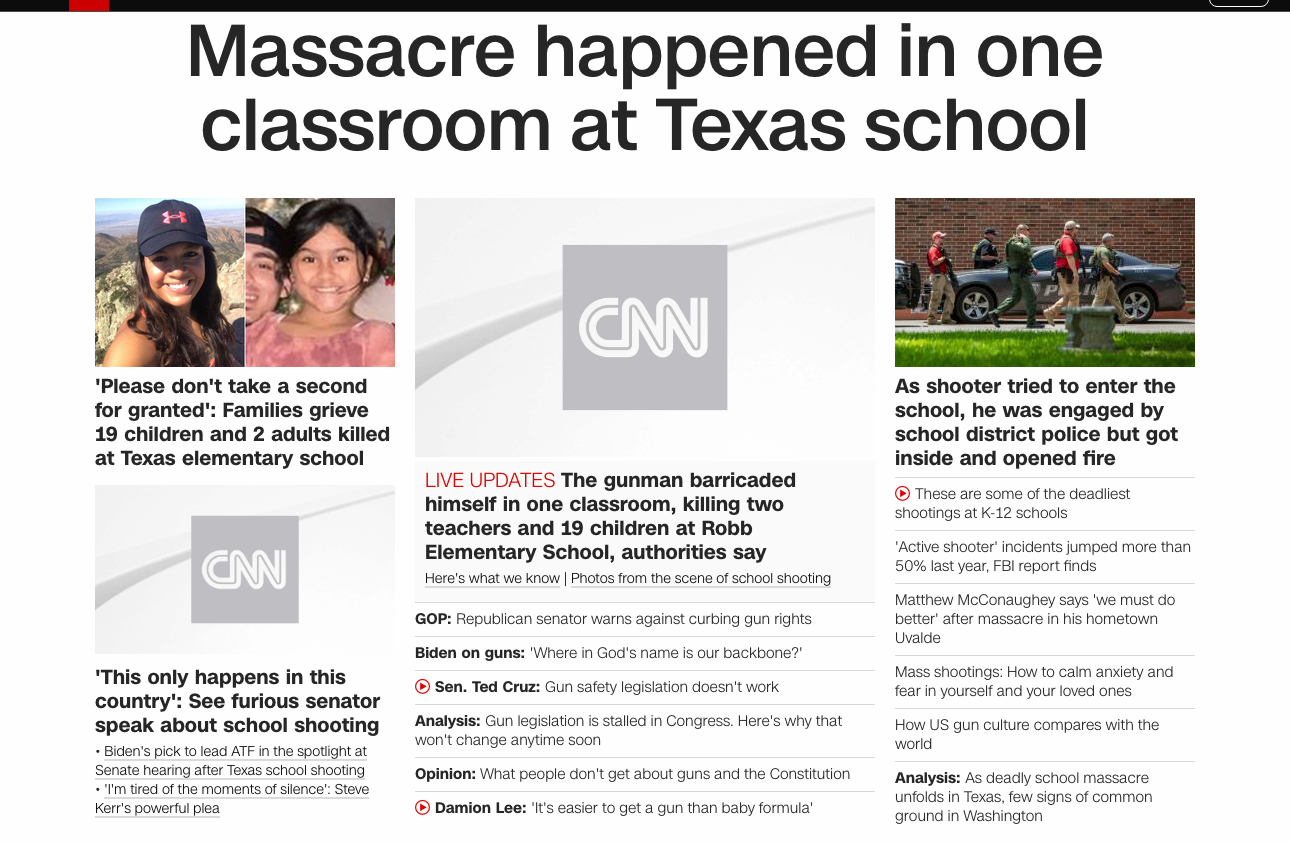 Massacre happened in one
classroom at Texas school
'Please don't take a second
for granted': Families grieve
19 children and 2 adults killed
at Texas elementary school
CNN
'This only happens in this
country': See furious senator
speak about school shooting
• Biden's pick to lead ATF in the spotlight at
Senate hearing after Texas school shooting
• 'I'm tired of the moments of silence': Steve
Kerr's powerful plea
CNN
LIVE UPDATES The gunman barricaded
himself in one classroom, killing two
teachers and 19 children at Robb
Elementary School, authorities say
Here's what we know | Photos from the scene of school shooting
GOP: Republican senator warns against curbing gun rights
Biden on guns: 'Where in God's name is our backbone?'
Sen. Ted Cruz: Gun safety legislation doesn't work
Analysis: Gun legislation is stalled in Congress. Here's why that
won't change anytime soon
Opinion: What people don't get about guns and the Constitution
Damion Lee: 'It's easier to get a gun than baby formula'
As shooter tried to enter the
school, he was engaged by
school district police but got
inside and opened fire
These are some of the deadliest
shootings at K-12 schools
'Active shooter' incidents jumped more than
50% last year, FBI report finds
Matthew McConaughey says 'we must do
better' after massacre in his hometown
Uvalde
Mass shootings: How to calm anxiety and
fear in yourself and your loved ones
How US gun culture compares with the
world
Analysis: As deadly school massacre
unfolds in Texas, few signs of common
ground in Washington